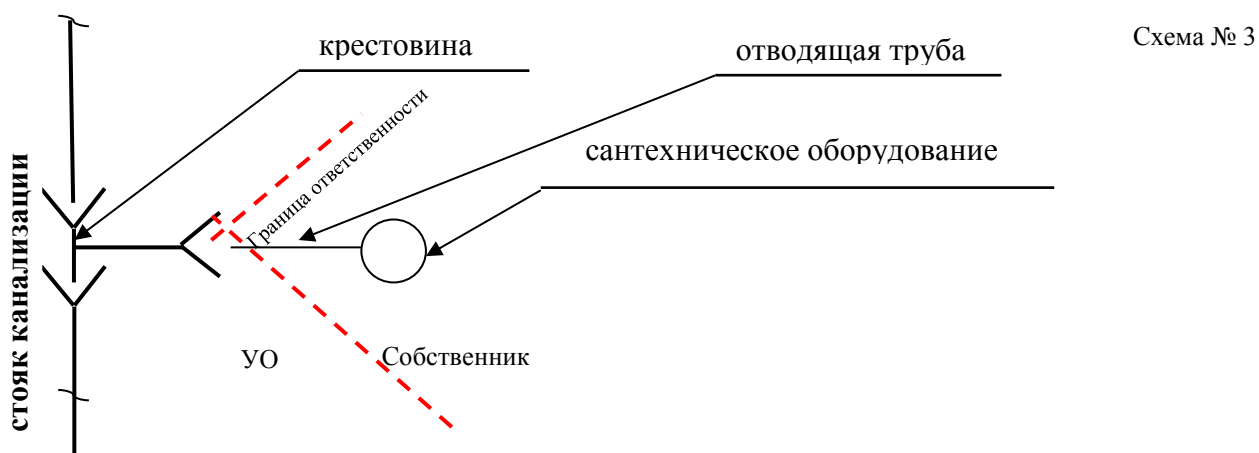 Схема № 3
крестовина
отводящая труба
Граница ответственности
сантехническое оборудование
стояк канализации
УО
Собственник